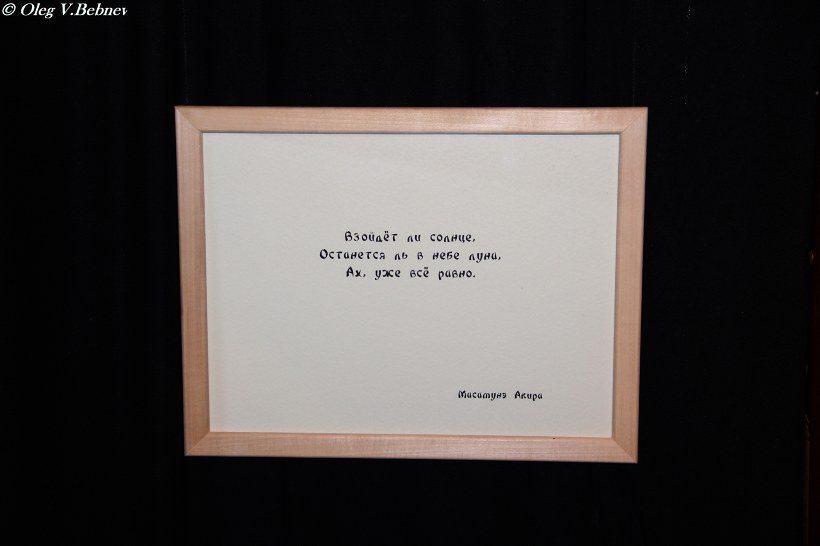 © Oleg V.Bebnev
Взойдёт ли солнце,
Останется ль в небе луна,
Ах, уже всё равно.
Масамунэ Акира